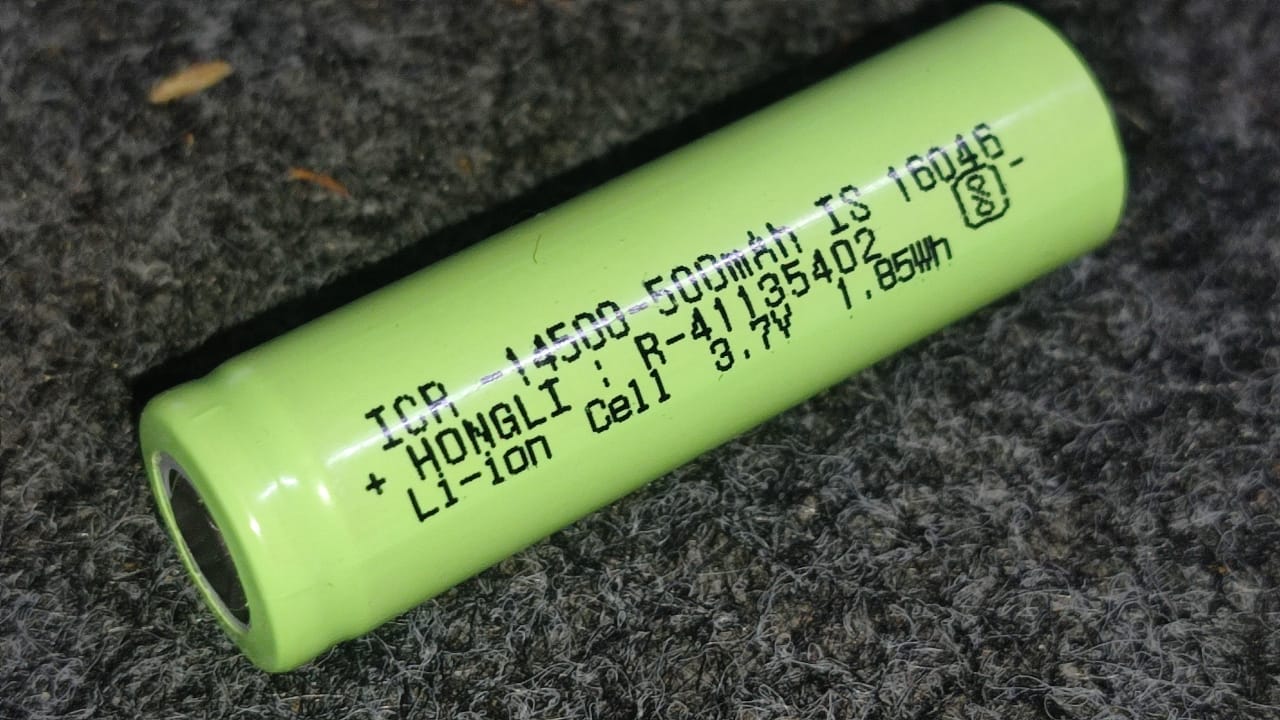 ICR -14500-500mAh IS 16046
+ HONGLI : R-41135402 -
Li-ion Cell 3.7V 1.85Wh